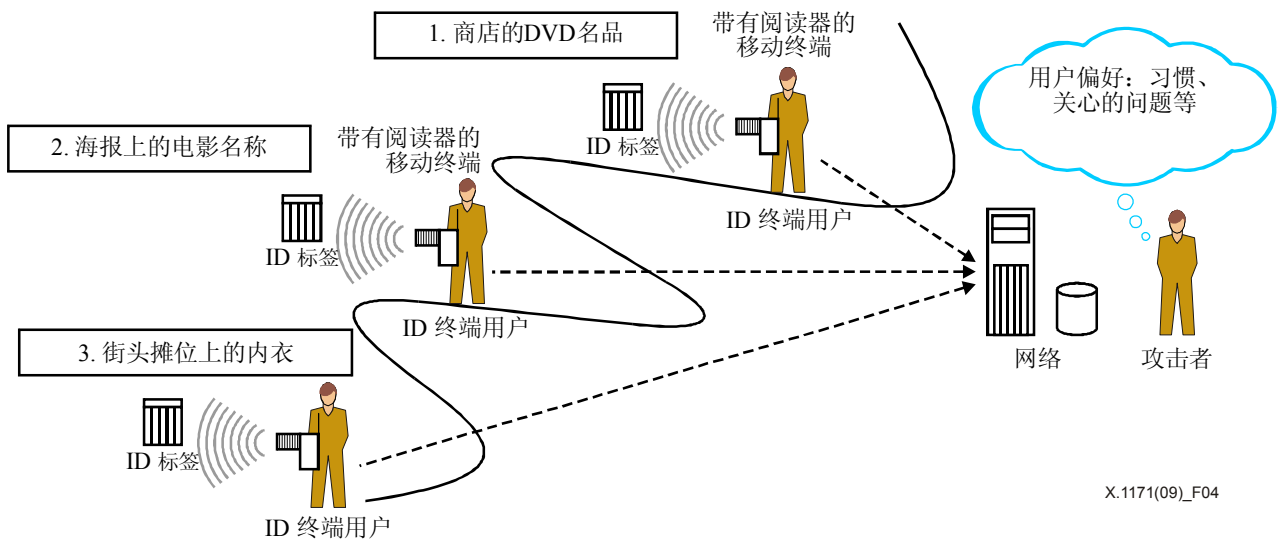 1. 商店的DVD名品
带有阅读器的
移动终端
用户偏好：习惯、
关心的问题等
ID 标签
2. 海报上的电影名称
带有阅读器的
移动终端
ID 终端用户
ID 标签
ID 终端用户
3. 街头摊位上的内衣
网络
攻击者
ID 标签
X.1171(09)_F04
ID 终端用户